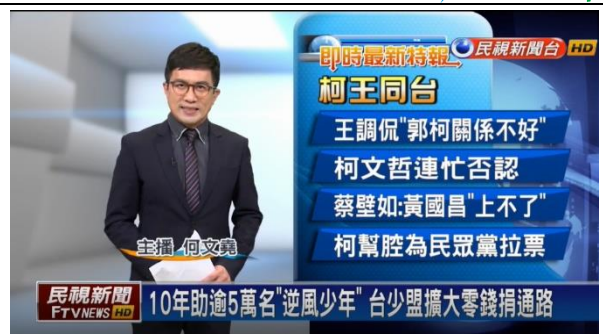 即時最新特報
民視新聞台 HD
柯王同台
王調侃"郭柯關係不好"
柯文哲連忙否認
蔡壁如:黃國昌"上不了"
柯幫腔為民眾黨拉票
主播 何文堯
民視新聞
FTVNEWS HD
10年助逾5萬名"逆風少年" 台少盟擴大零錢捐通路